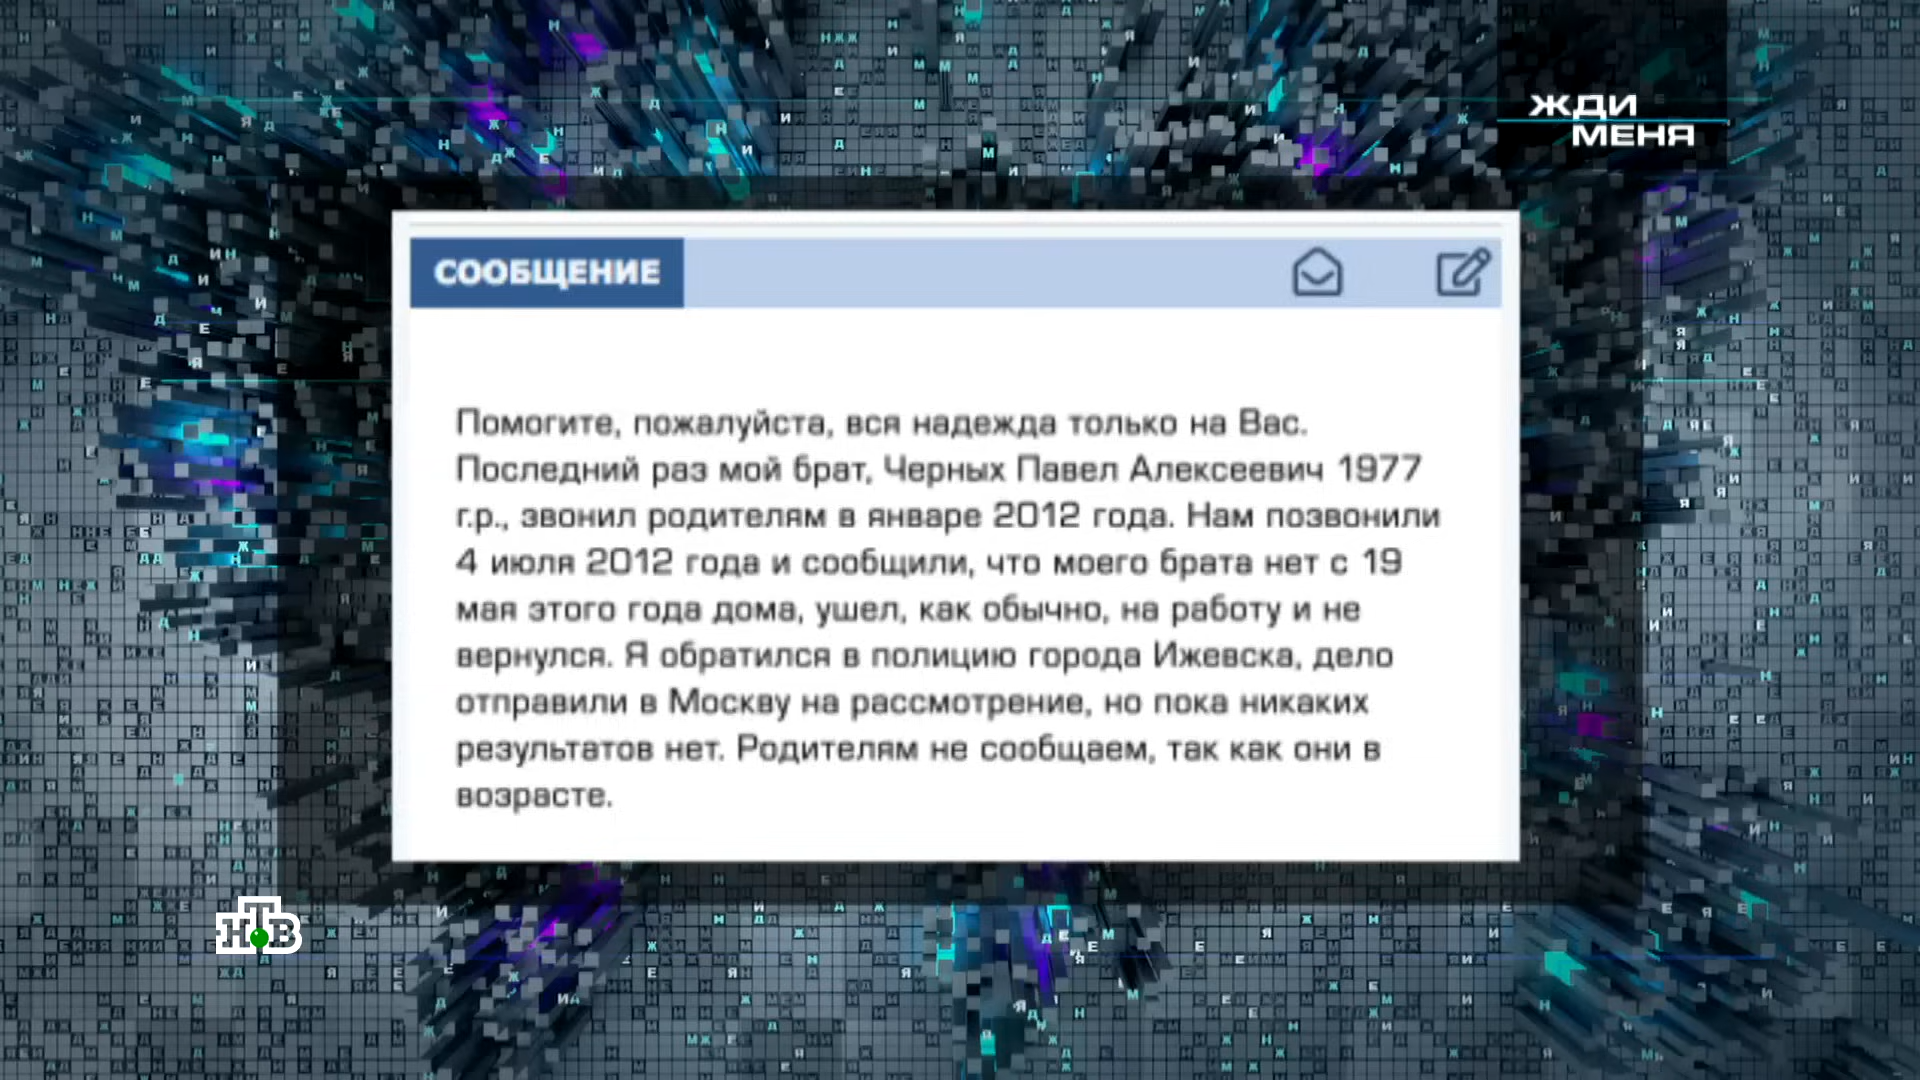 ЖДИ
МЕНЯ
СООБЩЕНИЕ
Помогите, пожалуйста, вся надежда только на Вас.
Последний раз мой брат, Черных Павел Алексеевич 1977
г.р., звонил родителям в январе 2012 года. Нам позвонили
4 июля 2012 года и сообщили, что моего брата нет с 19
мая этого года дома, ушел, как обычно, на работу и не
вернулся. Я обратился в полицию города Ижевска, дело
отправили в Москву на рассмотрение, но пока никаких
результатов нет. Родителям не сообщаем, так как они в
возрасте.
НТВ